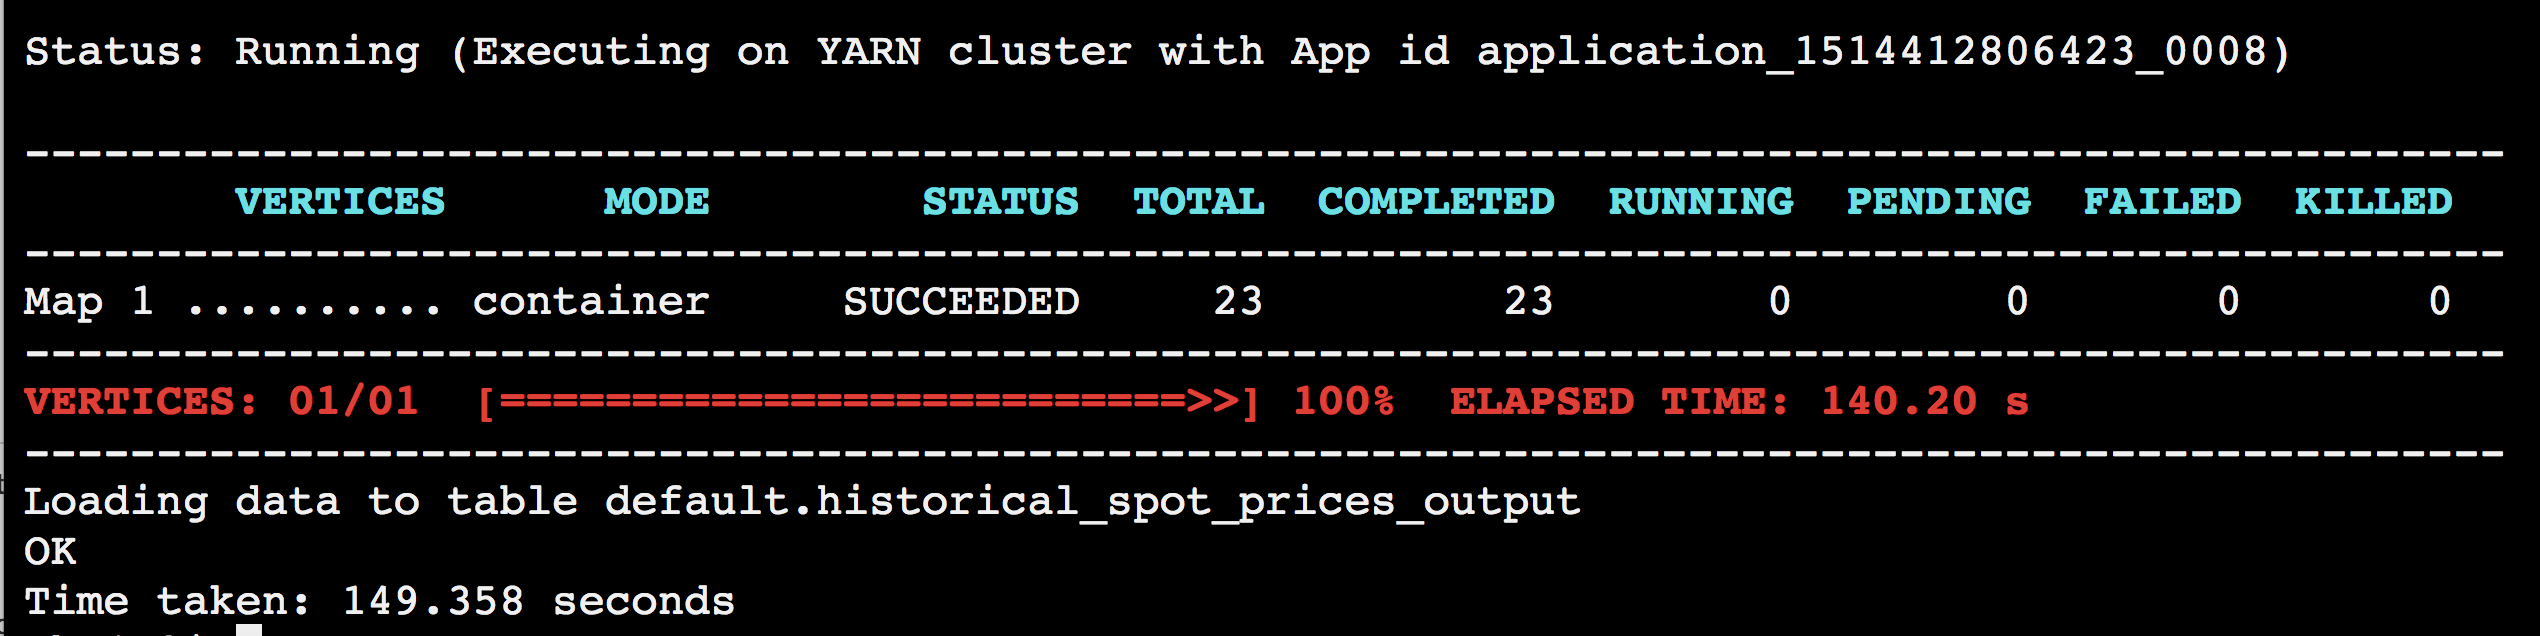 Status: Running (Executing on YARN cluster with App id application_1514412806423_0008)
----------------------------------------------------------------------------------------------
VERTICES MODE STATUS TOTAL COMPLETED RUNNING PENDING FAILED KILLED
----------------------------------------------------------------------------------------------
Map 1 .......... container SUCCEEDED 23 23 0 0 0 0
----------------------------------------------------------------------------------------------
VERTICES: 01/01 [==========================>>] 100% ELAPSED TIME: 140.20 s
----------------------------------------------------------------------------------------------
Loading data to table default.historical_spot_prices_output
OK
Time taken: 149.358 seconds